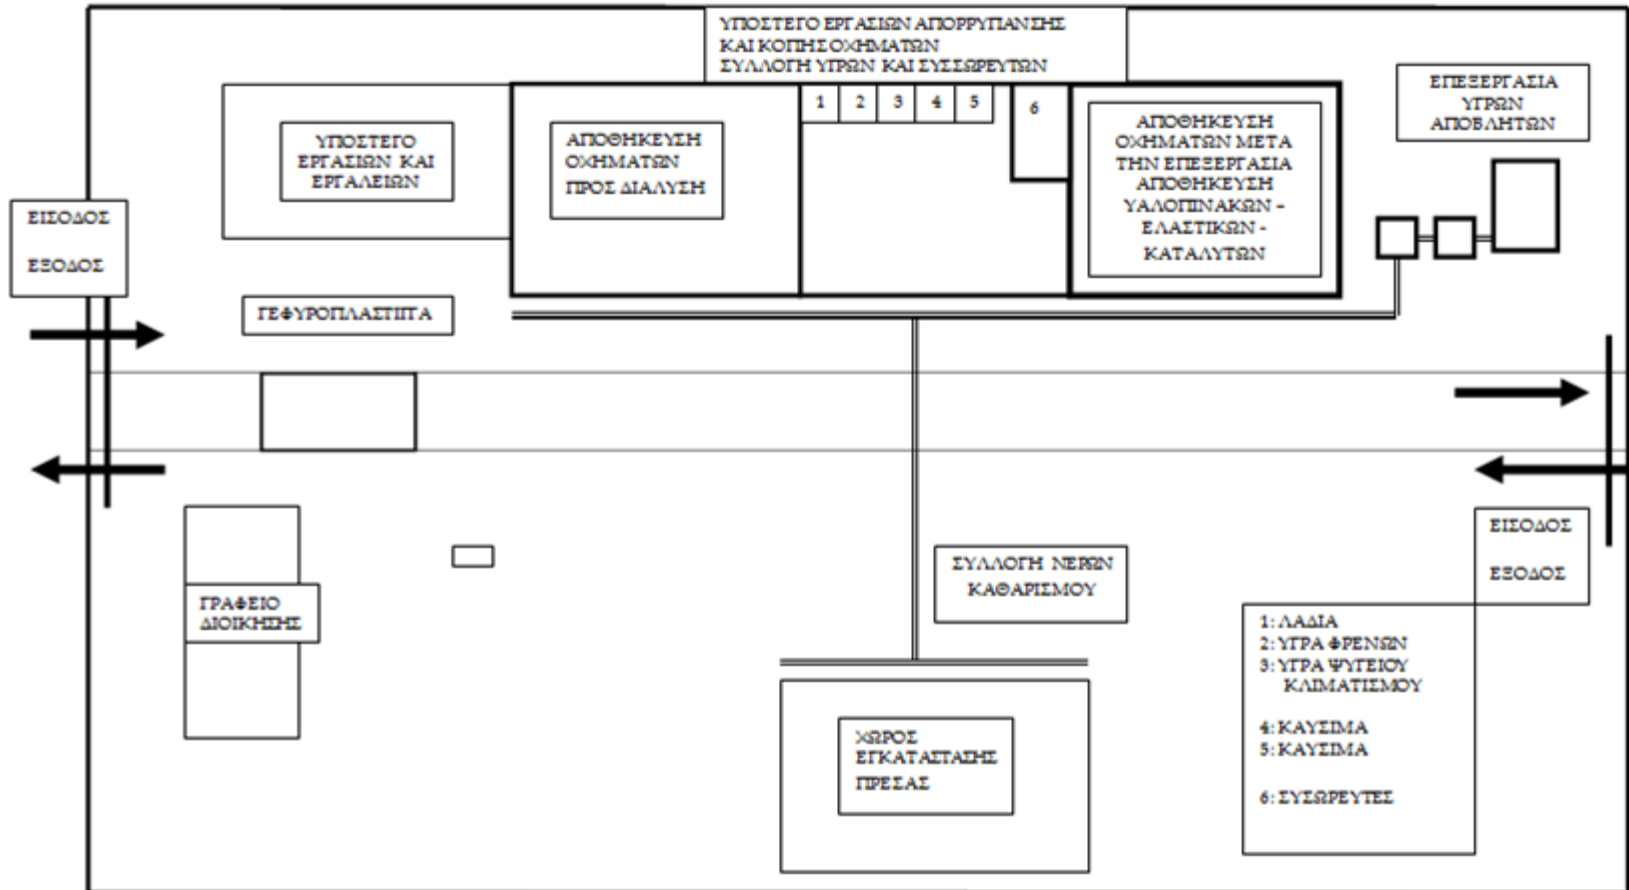 ΥΠΟΣΤΕΓΟ ΕΡΓΑΣΙΩΝ ΑΠΟΡΡΥΠΑΝΣΗΣ
ΚΑΙ ΚΟΠΗΣ ΟΧΗΜΑΤΩΝ
ΣΥΛΛΟΓΗ ΥΓΡΩΝ ΚΑΙ ΣΥΣΣΩΡΕΥΤΩΝ
ΕΠΕΞΕΡΓΑΣΙΑ
ΥΓΡΩΝ
ΑΠΟΒΛΗΤΩΝ
1 2 3 4 5 6
ΥΠΟΣΤΕΓΟ
ΕΡΓΑΣΙΩΝ ΚΑΙ
ΕΡΓΑΛΕΙΩΝ
ΑΠΟΘΗΚΕΥΣΗ
ΟΧΗΜΑΤΩΝ
ΠΡΟΣ ΔΙΑΛΥΣΗ
ΑΠΟΘΗΚΕΥΣΗ
ΟΧΗΜΑΤΩΝ ΜΕΤΑ
ΤΗΝ ΕΠΕΞΕΡΓΑΣΙΑ
ΑΠΟΘΗΚΕΥΣΗ
ΥΑΛΟΠΙΝΑΚΩΝ –
ΕΛΑΣΤΙΚΩΝ -
ΚΑΤΑΛΥΤΩΝ
ΕΙΣΟΔΟΣ
ΕΞΟΔΟΣ
ΓΕΦΥΡΟΠΛΑΣΤΙΓΓΑ
ΓΡΑΦΕΙΟ
ΔΙΟΙΚΗΣΗΣ
ΣΥΛΛΟΓΗ ΝΕΡΩΝ
ΚΑΘΑΡΙΣΜΟΥ
ΕΙΣΟΔΟΣ
ΕΞΟΔΟΣ
ΧΩΡΟΣ
ΕΓΚΑΤΑΣΤΑΣΗΣ
ΠΡΕΣΑΣ
1: ΛΑΔΙΑ
2: ΥΓΡΑ ΦΡΕΝΩΝ
3: ΥΓΡΑ ΨΥΓΕΙΟΥ
ΚΛΙΜΑΤΙΣΜΟΥ
4: ΚΑΥΣΙΜΑ
5: ΚΑΥΣΙΜΑ
6: ΣΥΣΩΡΕΥΤΕΣ